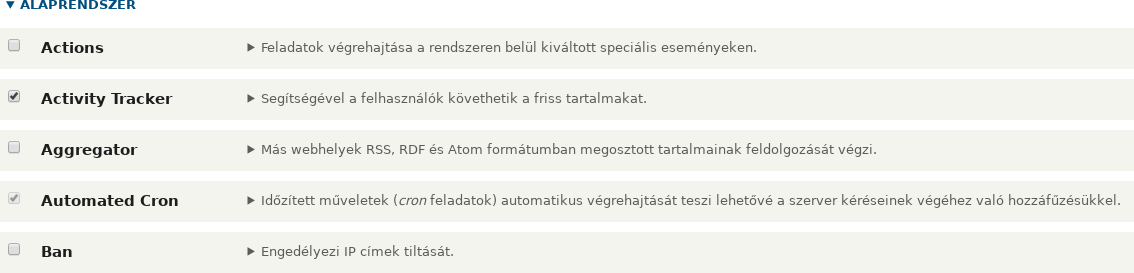 ALAPRENDSZER
Actions Feladatok végrehajtása a rendszeren belül kiváltott speciális eseményeken.
Activity Tracker Segítségével a felhasználók követhetik a friss tartalmakat.
Aggregator Más webhelyek RSS, RDF és Atom formátumban megosztott tartalmainak feldolgozását végzi.
Automated Cron Időzített műveletek (cron feladatok) automatikus végrehajtását teszi lehetővé a szerver kéréseinek végéhez való hozzáfűzésükkel.
Ban Engedélyezi IP címek tiltását.